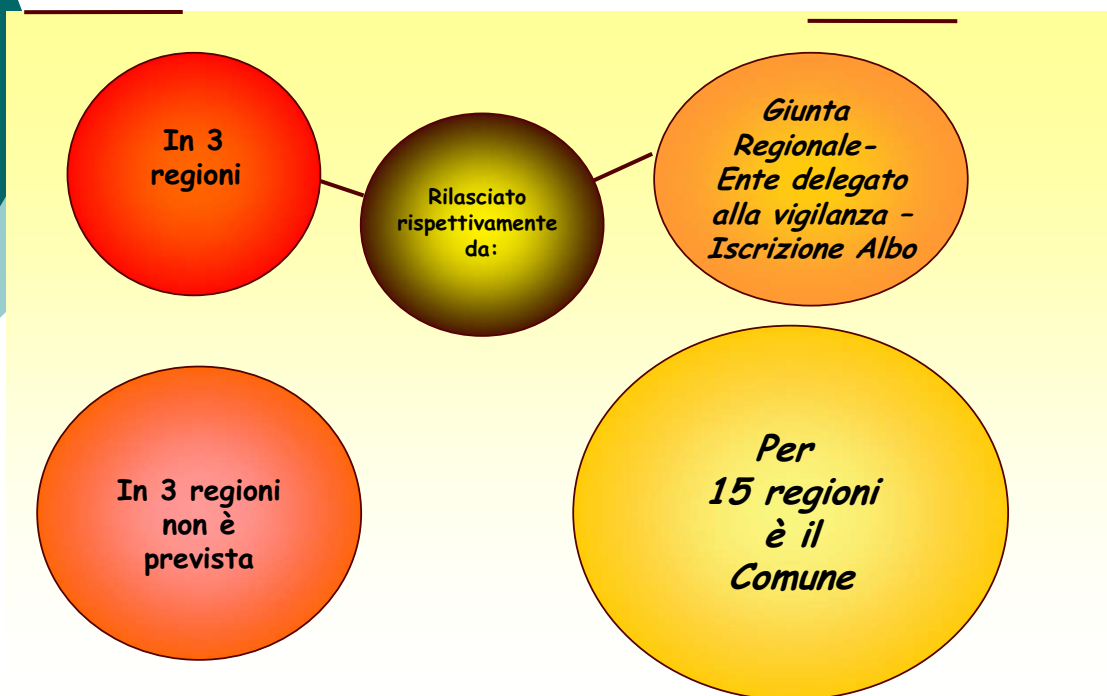 In 3
regioni
Rilasciato
rispettivamente
da:
Giunta
Regionale-
Ente delegato
alla vigilanza –
Iscrizione Albo
In 3 regioni
non è
prevista
Per
15 regioni
è il
Comune